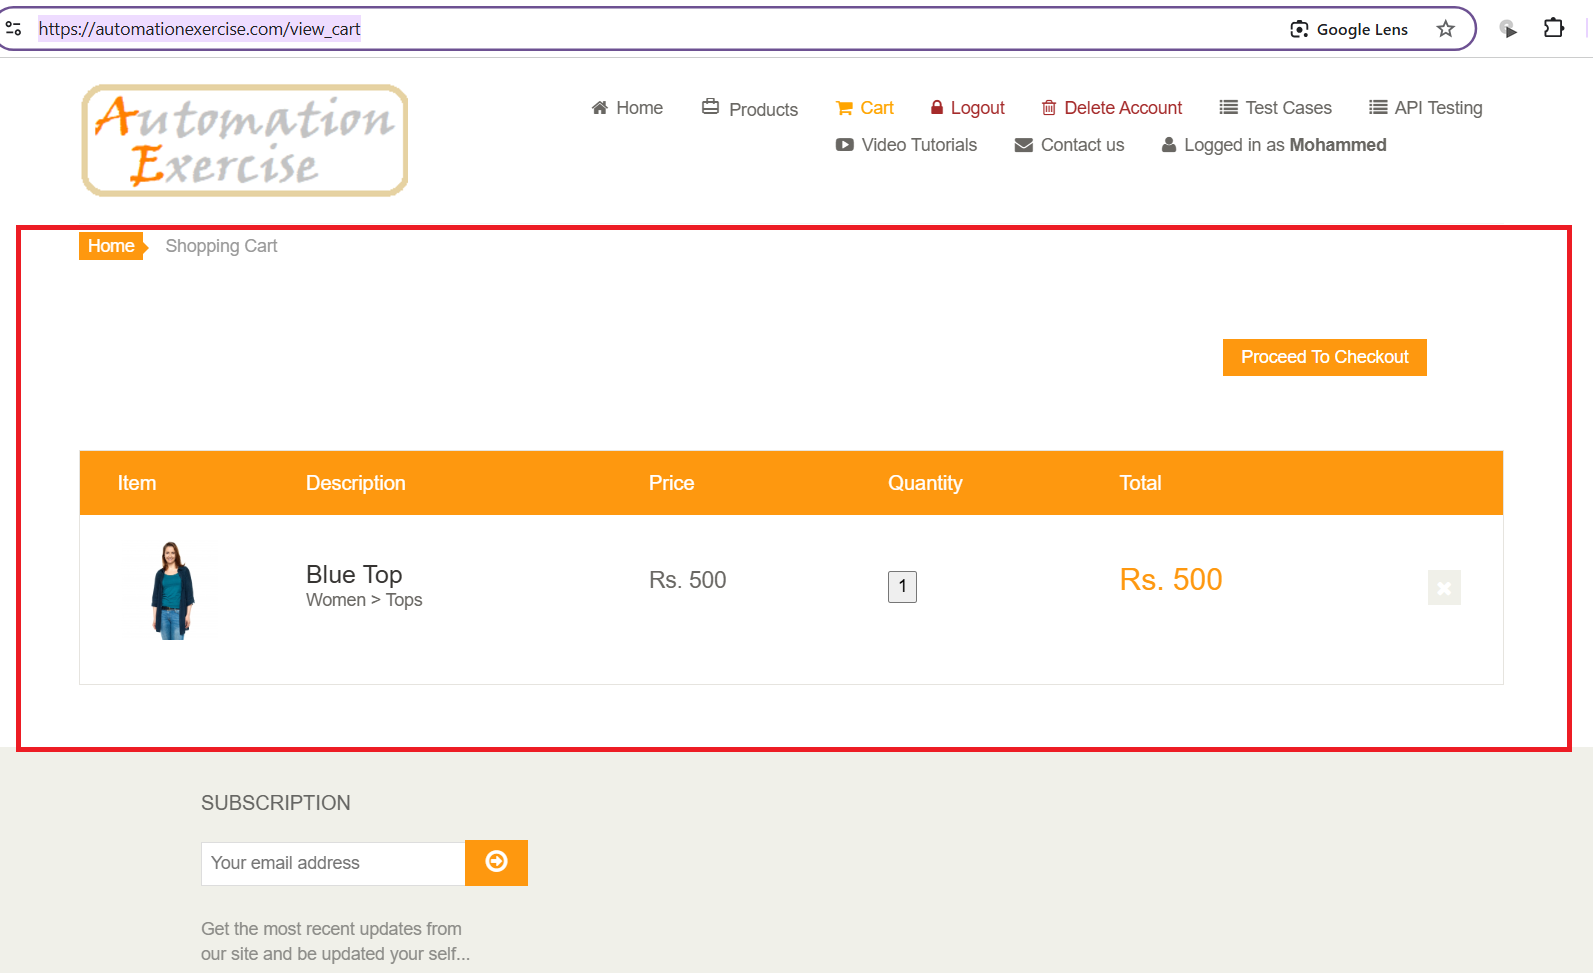 https://automationexercise.com/view_cart
Google Lens
Automation
Exercise
Home
Products
Cart
Logout
Delete Account
Test Cases
API Testing
Video Tutorials
Contact us
Logged in as Mohammed
Home
Shopping Cart
Proceed To Checkout
Item Description Price Quantity Total
Blue Top
Women > Tops
Rs. 500
1
Rs. 500
SUBSCRIPTION
Your email address
Get the most recent updates from
our site and be updated your self...